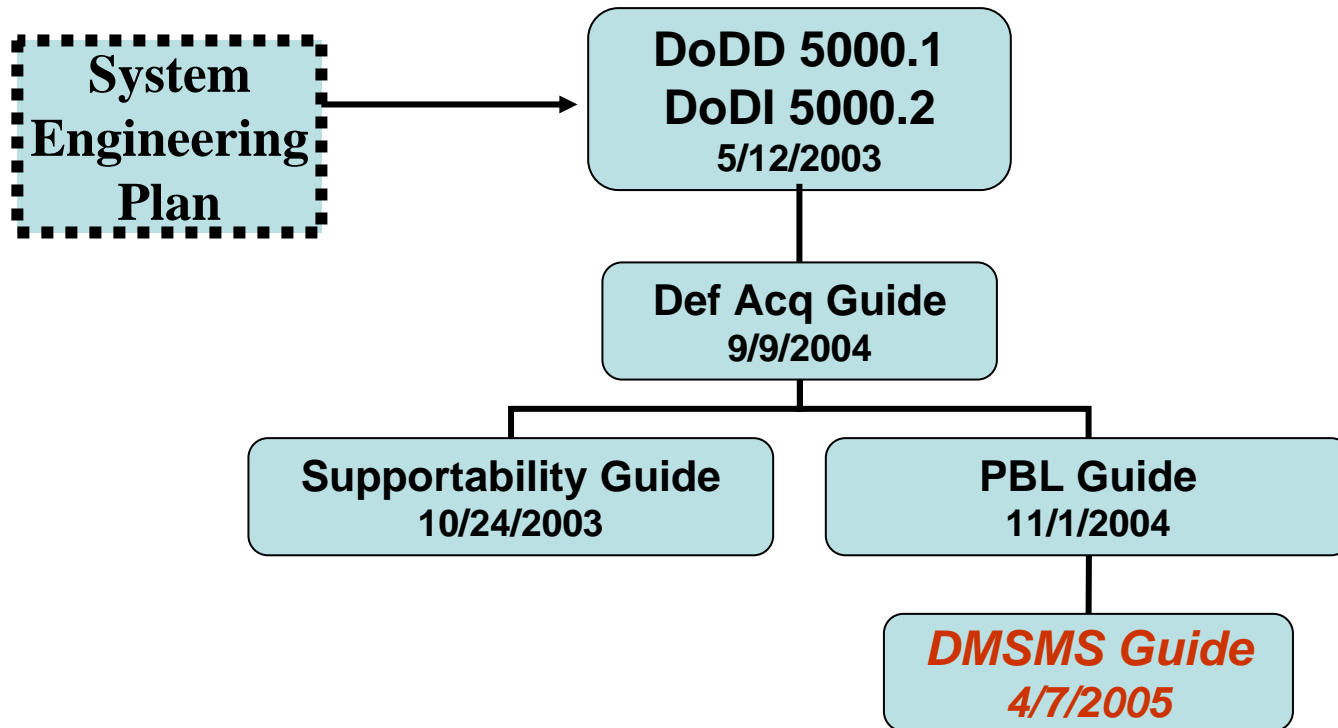 System
Engineering
Plan
DoDD 5000.1
DoDI 5000.2
5/12/2003
Def Acq Guide
9/9/2004
Supportability Guide
10/24/2003
PBL Guide
11/1/2004
DMSMS Guide
4/7/2005